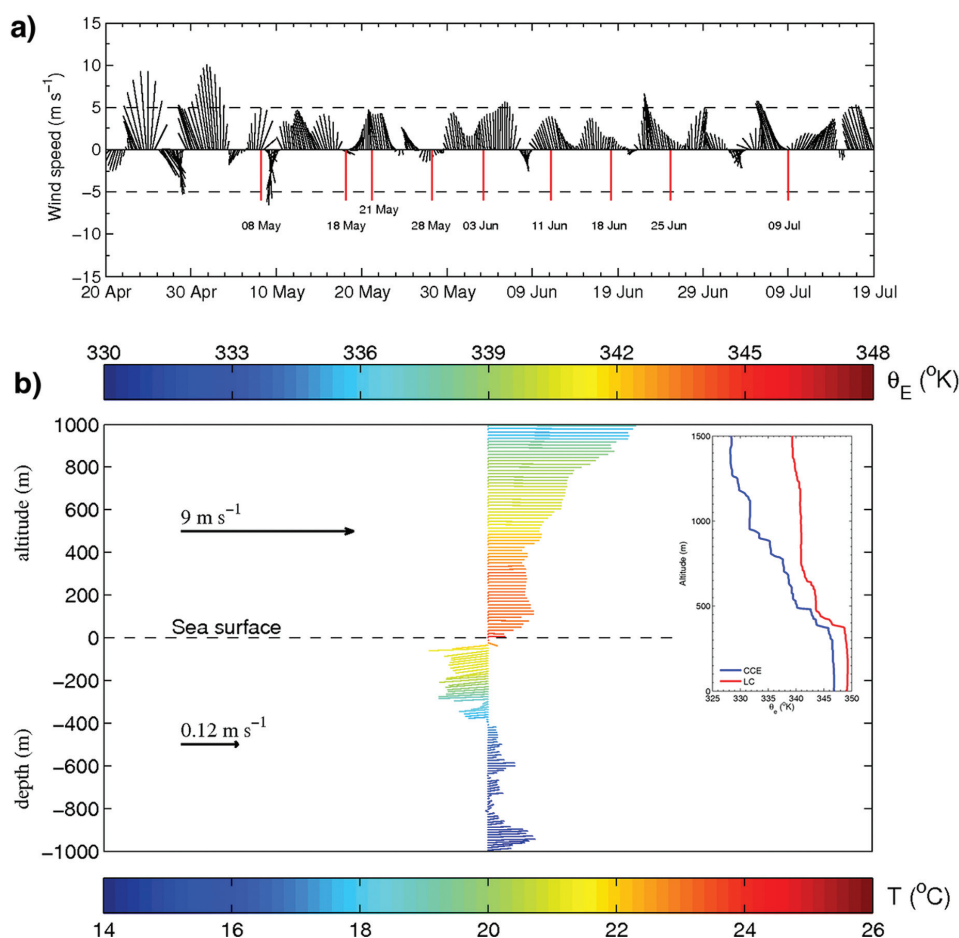 a)
Wind speed (m s⁻¹)
15
10
5
0
−5
−10
15
08 May
18 May
21 May
28 May
03 Jun
11 Jun
18 Jun
25 Jun
09 Jul
20 Apr 30 Apr 10 May 20 May 30 May 09 Jun 19 Jun 29 Jun 09 Jul 19 Jul
330 333 336 339 342 345 348
θ_E (°K)
b)
altitude (m)
depth (m)
1000
800
600
400
200
0
−200
−400
−600
−800
−1000
9 m s⁻¹
Sea surface
0.12 m s⁻¹
Altitude (m)
1500
1000
500
0
CCE
LC
325 330 335 340 345 350
θ_e (°K)
T (°C)
14 16 18 20 22 24 26